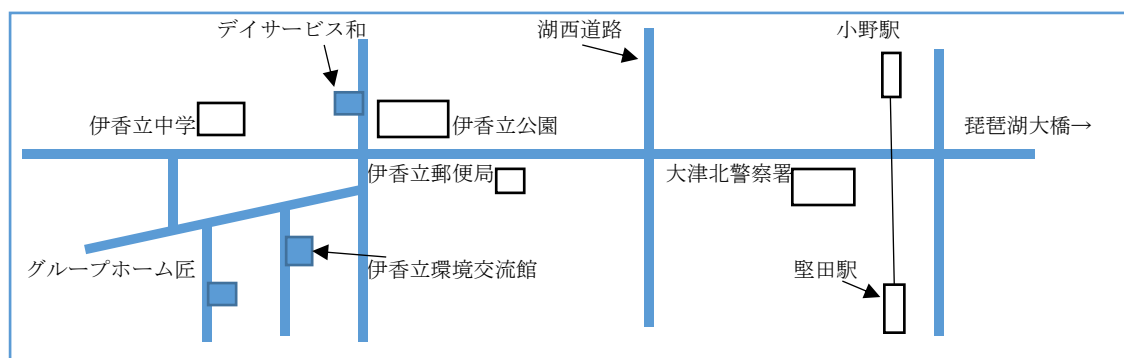 デイサービス和
湖西道路
小野駅
伊香立中学
伊香立公園
琵琶湖大橋→
伊香立郵便局
大津北警察署
グループホーム匠
伊香立環境交流館
堅田駅